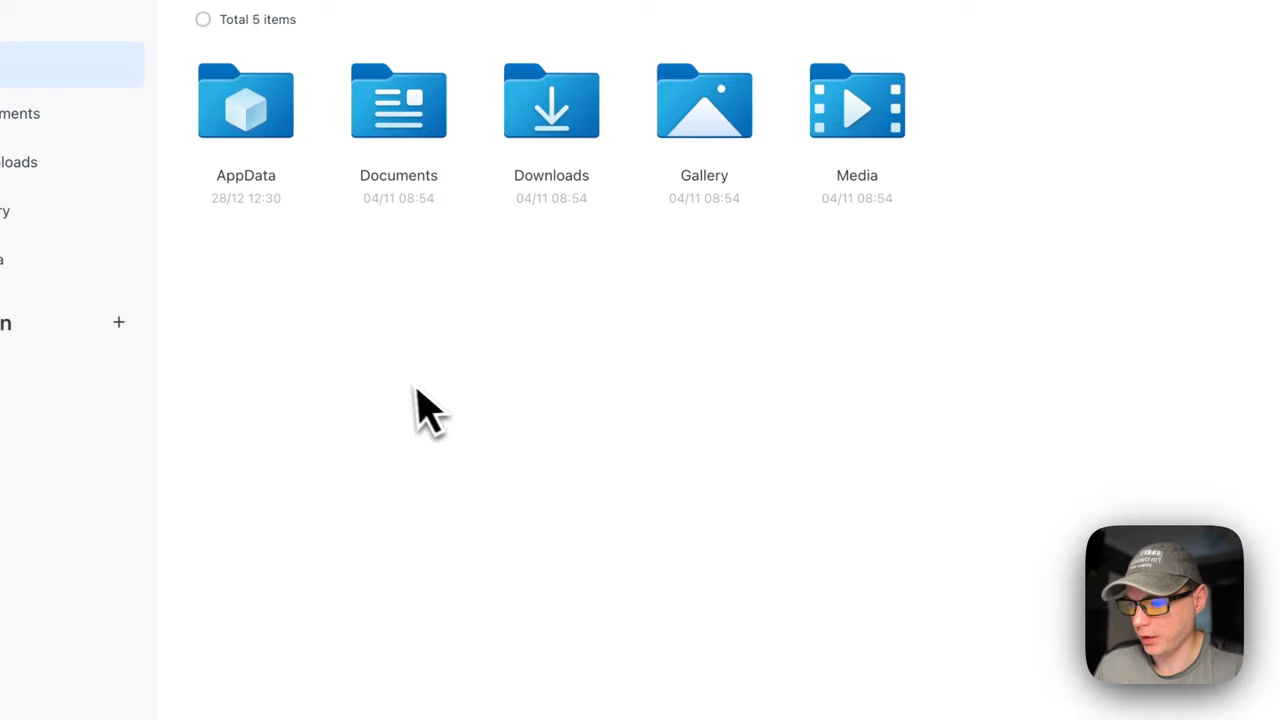 Total 5 items
AppData
28/12 12:30
Documents
04/11 08:54
Downloads
04/11 08:54
Gallery
04/11 08:54
Media
04/11 08:54
ments
loads
ry
a
n
+